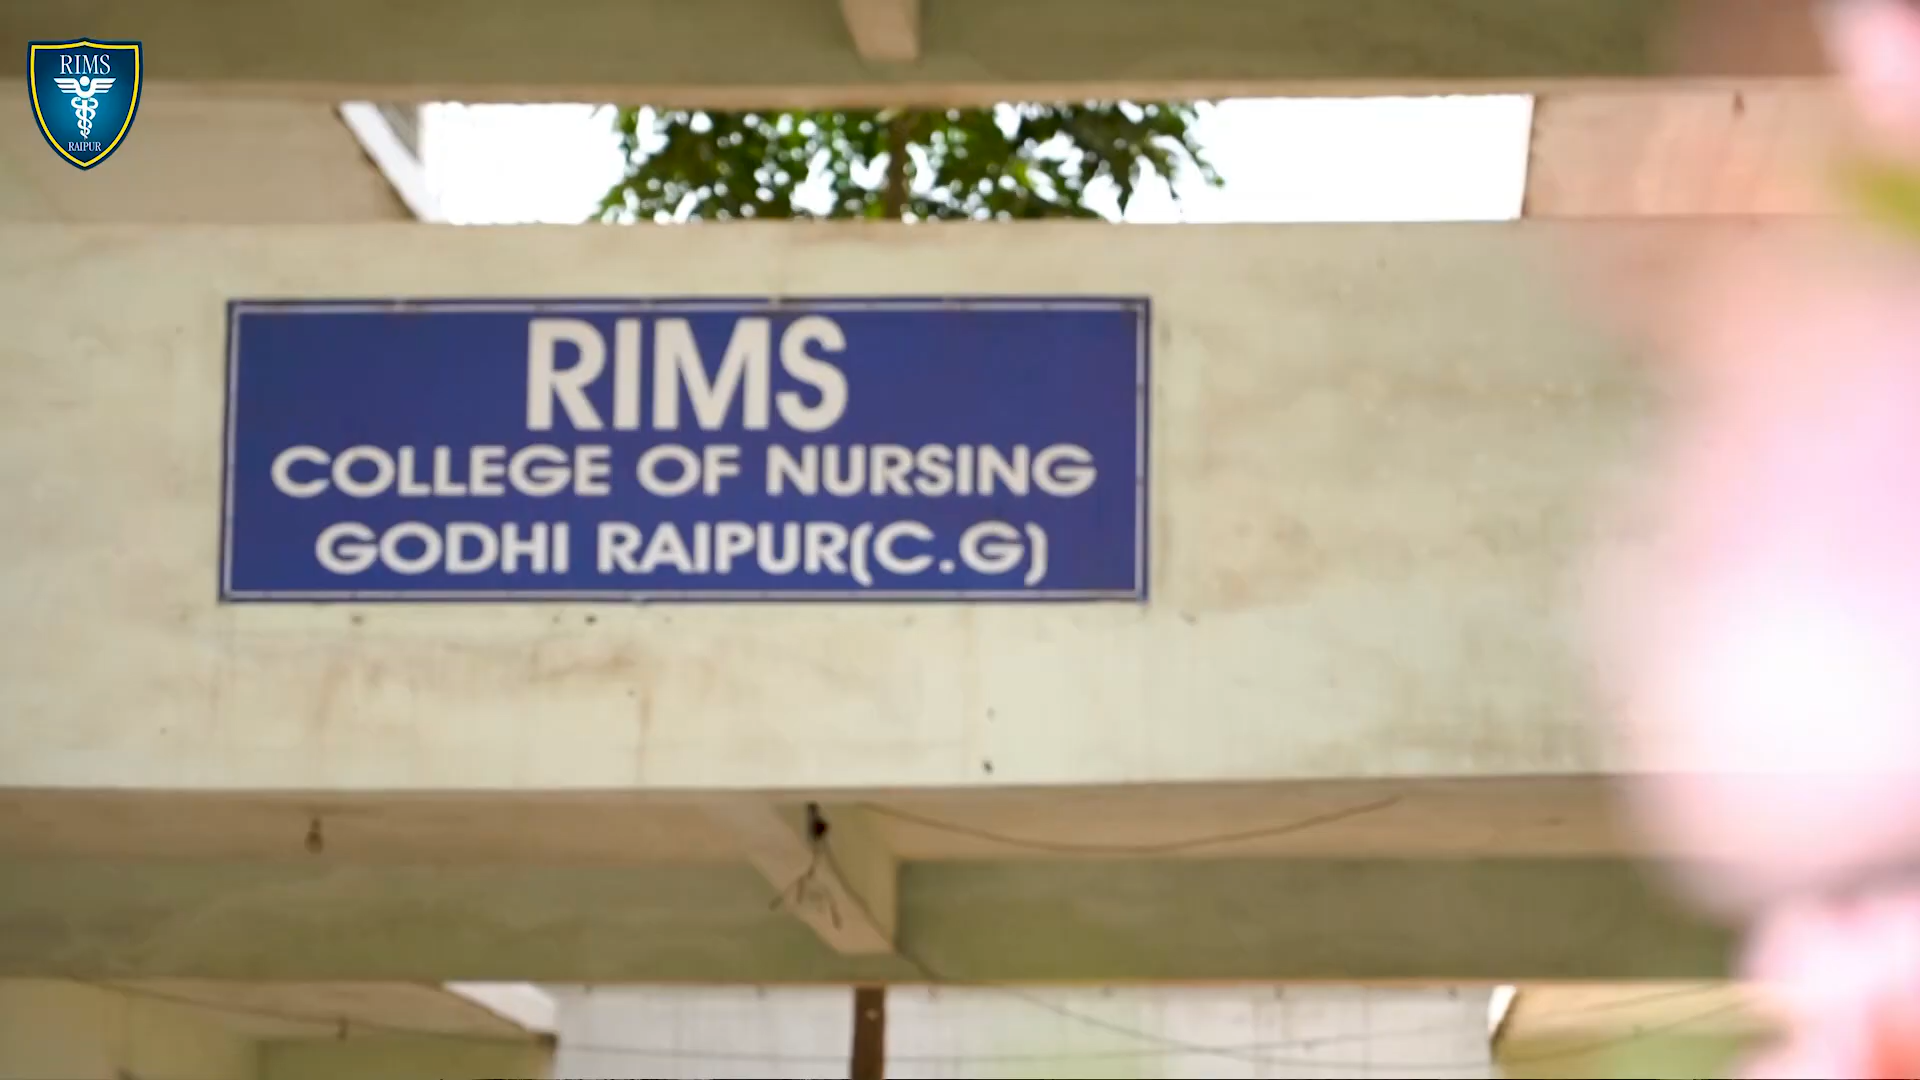 RIMS
RAIPUR
RIMS
COLLEGE OF NURSING
GODHI RAIPUR(C.G)